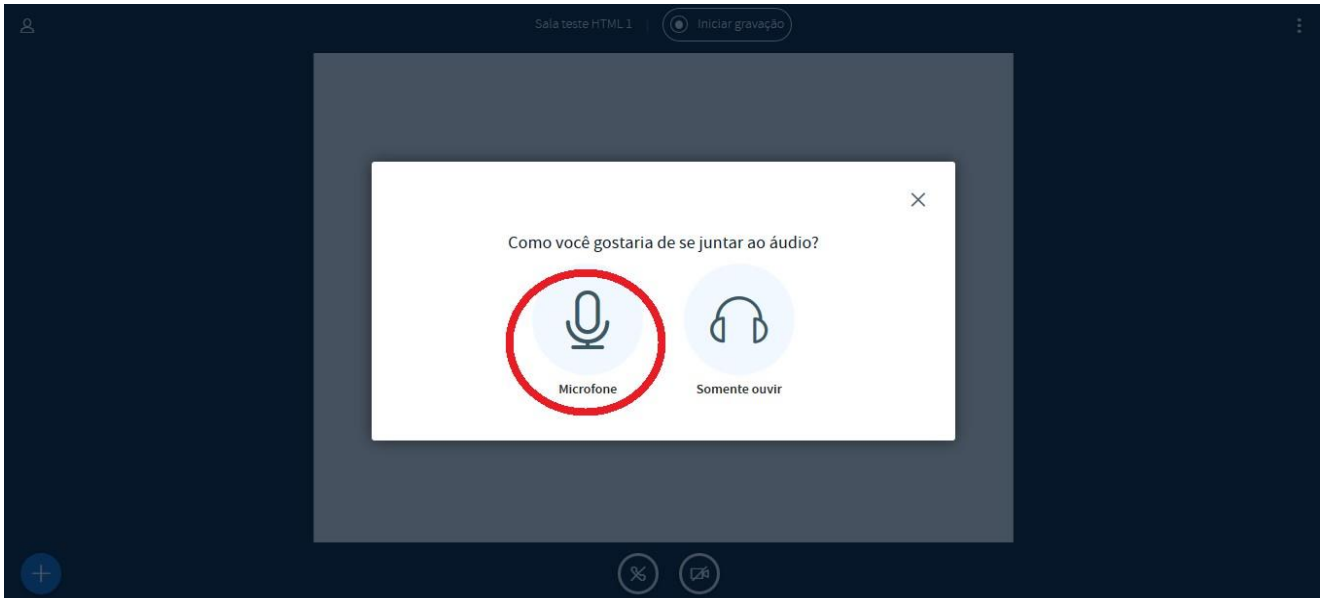 Sala teste HTML 1
Iniciar gravação
Como você gostaria de se juntar ao áudio?
Microfone
Somente ouvir